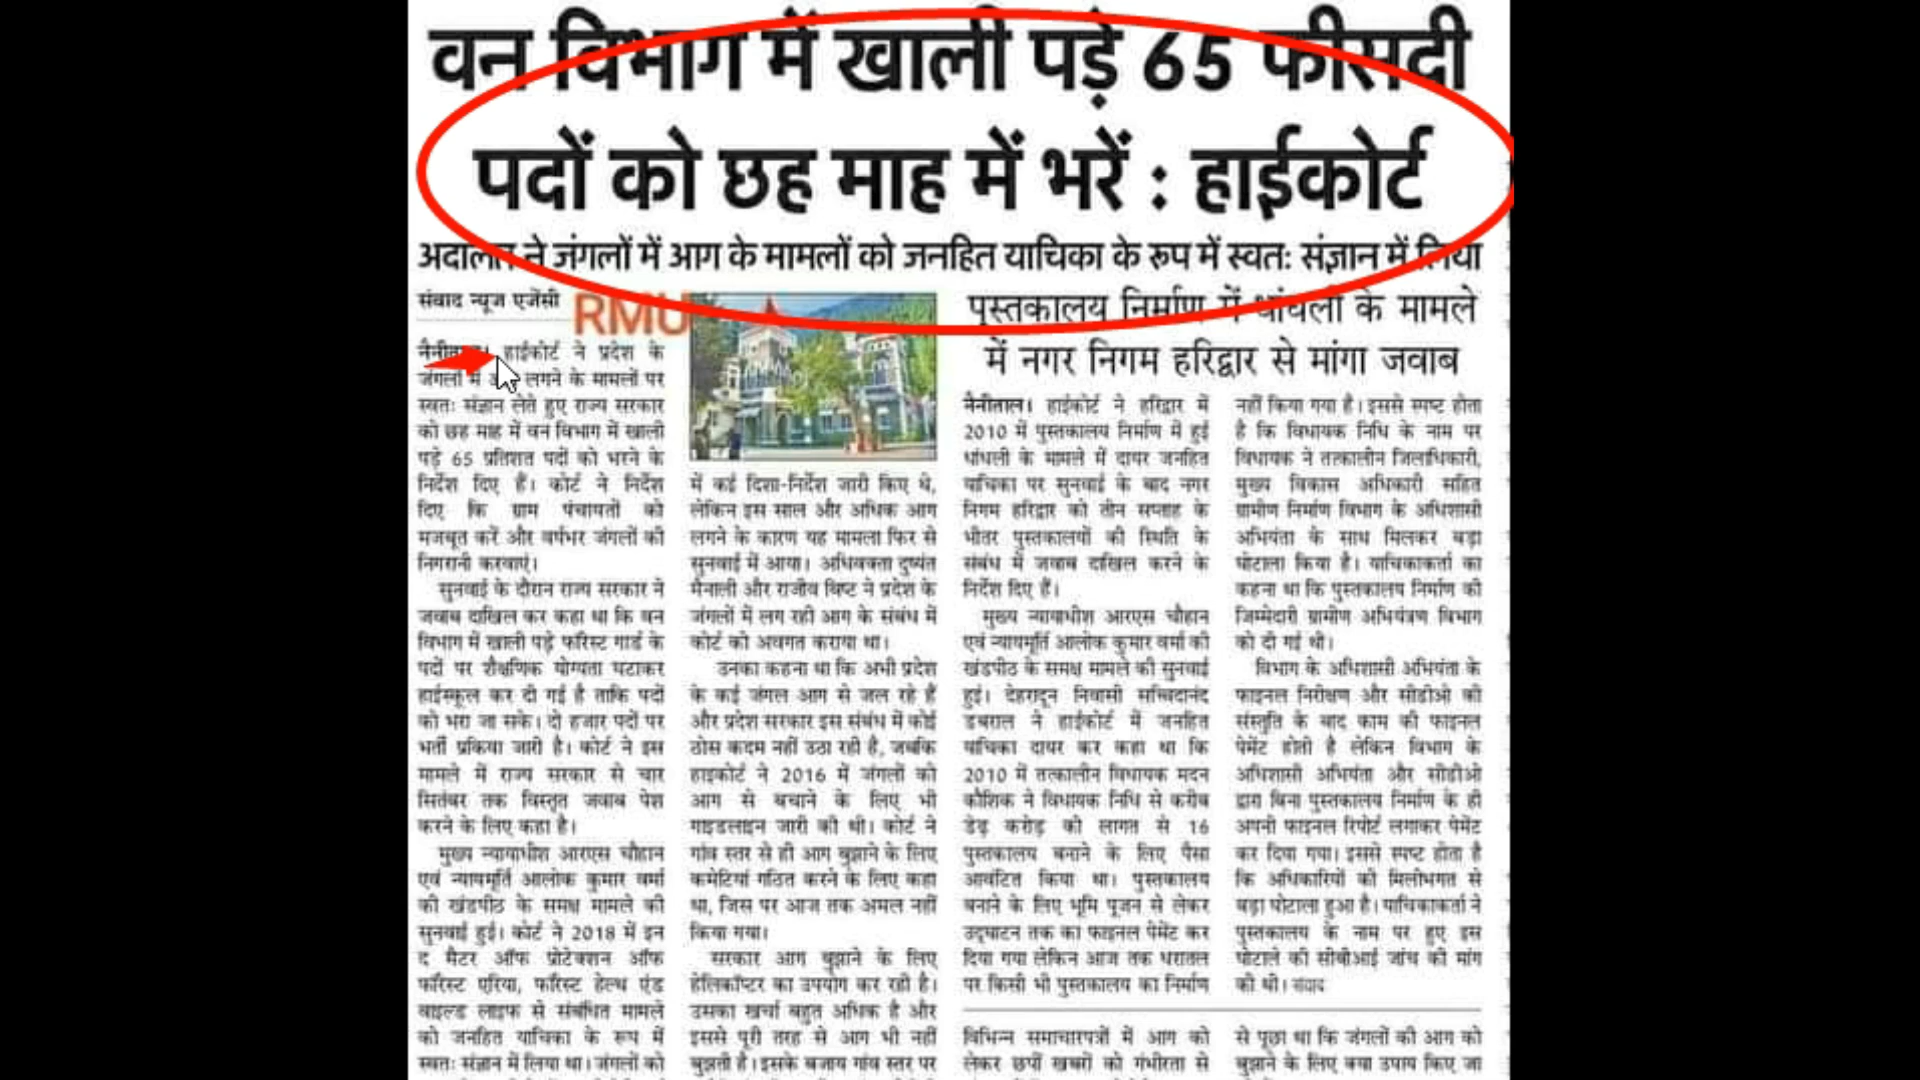 वन विभाग में खाली पड़े 65 फीसदी
पदों को छह माह में भरें : हाईकोर्ट
अदालत ने जंगलों में आग के मामलों को जनहित याचिका के रूप में स्वतः संज्ञान में लिया
संवाद न्यूज एजेंसी
RMU
नैनीताल। हाईकोर्ट ने प्रदेश के
जंगलों में लगने के मामलों पर
स्वतः संज्ञान लेते हुए राज्य सरकार
को छह माह में वन विभाग में खाली
पड़े 65 प्रतिशत पदों को भरने के
निर्देश दिए हैं। कोर्ट ने निर्देश
दिए कि ग्राम पंचायतों को
मजबूत करें और वर्षभर जंगलों की
निगरानी करवाएं।
सुनवाई के दौरान राज्य सरकार ने
जवाब दाखिल कर कहा था कि वन
विभाग में खाली पड़े फॉरेस्ट गार्ड के
पदों पर शैक्षणिक योग्यता घटाकर
हाईस्कूल कर दी गई है ताकि पदों
को भरा जा सके। दो हजार पदों पर
भर्ती प्रकिया जारी है। कोर्ट ने इस
मामले में राज्य सरकार से चार
सितंबर तक विस्तृत जवाब पेश
करने के लिए कहा है।
मुख्य न्यायाधीश आरएस चौहान
एवं न्यायमूर्ति आलोक कुमार वर्मा
की खंडपीठ के समक्ष मामले की
सुनवाई हुई। कोर्ट ने 2018 में इन
द मैटर ऑफ प्रोटेक्शन ऑफ
फॉरेस्ट एरिया, फॉरेस्ट हेल्थ एंड
वाइल्ड लाइफ से संबंधित मामले
को जनहित याचिका के रूप में
स्वतः संज्ञान में लिया था। जंगलों को
में कई दिशा-निर्देश जारी किए थे,
लेकिन इस साल और अधिक आग
लगने के कारण यह मामला फिर से
सुनवाई में आया। अधिवक्ता दुष्यंत
मैनाली और राजीव बिष्ट ने प्रदेश के
जंगलों में लग रही आग के संबंध में
कोर्ट को अवगत कराया था।
उनका कहना था कि अभी प्रदेश
के कई जंगल आग से जल रहे हैं
और प्रदेश सरकार इस संबंध में कोई
ठोस कदम नहीं उठा रही है, जबकि
हाइकोर्ट ने 2016 में जंगलों को
आग से बचाने के लिए भी
गाइडलाइन जारी की थी। कोर्ट ने
गांव स्तर से ही आग बुझाने के लिए
कमेटियां गठित करने के लिए कहा
था, जिस पर आज तक अमल नहीं
किया गया।
सरकार आग बुझाने के लिए
हेलिकॉप्टर का उपयोग कर रही है।
उसका खर्चा बहुत अधिक है और
इससे पूरी तरह से आग भी नहीं
बुझती है। इसके बजाय गांव स्तर पर
पुस्तकालय निर्माण में धांधली के मामले
में नगर निगम हरिद्वार से मांगा जवाब
नैनीताल। हाईकोर्ट ने हरिद्वार में
2010 में पुस्तकालय निर्माण में हुई
धांधली के मामले में दायर जनहित
याचिका पर सुनवाई के बाद नगर
निगम हरिद्वार को तीन सप्ताह के
भीतर पुस्तकालयों की स्थिति के
संबंध में जवाब दाखिल करने के
निर्देश दिए हैं।
मुख्य न्यायाधीश आरएस चौहान
एवं न्यायमूर्ति आलोक कुमार वर्मा की
खंडपीठ के समक्ष मामले की सुनवाई
हुई। देहरादून निवासी सच्चिदानंद
डबराल ने हाईकोर्ट में जनहित
याचिका दायर कर कहा था कि
2010 में तत्कालीन विधायक मदन
कौशिक ने विधायक निधि से करीब
डेढ़ करोड़ की लागत से 16
पुस्तकालय बनाने के लिए पैसा
आवंटित किया था। पुस्तकालय
बनाने के लिए भूमि पूजन से लेकर
उद्घाटन तक का फाइनल पेमेंट कर
दिया गया लेकिन आज तक धरातल
पर किसी भी पुस्तकालय का निर्माण
नहीं किया गया है। इससे स्पष्ट होता
है कि विधायक निधि के नाम पर
विधायक ने तत्कालीन जिलाधिकारी,
मुख्य विकास अधिकारी सहित
ग्रामीण निर्माण विभाग के अधिशासी
अभियंता के साथ मिलकर बड़ा
घोटाला किया है। याचिकाकर्ता का
कहना था कि पुस्तकालय निर्माण की
जिम्मेदारी ग्रामीण अभियंत्रण विभाग
को दी गई थी।
विभाग के अधिशासी अभियंता के
फाइनल निरीक्षण और सीडीओ की
संस्तुति के बाद काम की फाइनल
पेमेंट होती है लेकिन विभाग के
अधिशासी अभियंता और सीडीओ
द्वारा बिना पुस्तकालय निर्माण के ही
अपनी फाइनल रिपोर्ट लगाकर पेमेंट
कर दिया गया। इससे स्पष्ट होता है
कि अधिकारियों की मिलीभगत से
बड़ा घोटाला हुआ है। याचिकाकर्ता ने
पुस्तकालय के नाम पर हुए इस
घोटाले की सीबीआई जांच की मांग
की थी। संवाद
विभिन्न समाचारपत्रों में आग को
लेकर छपीं खबरों को गंभीरता से
से पूछा था कि जंगलों की आग को
बुझाने के लिए क्या उपाय किए जा